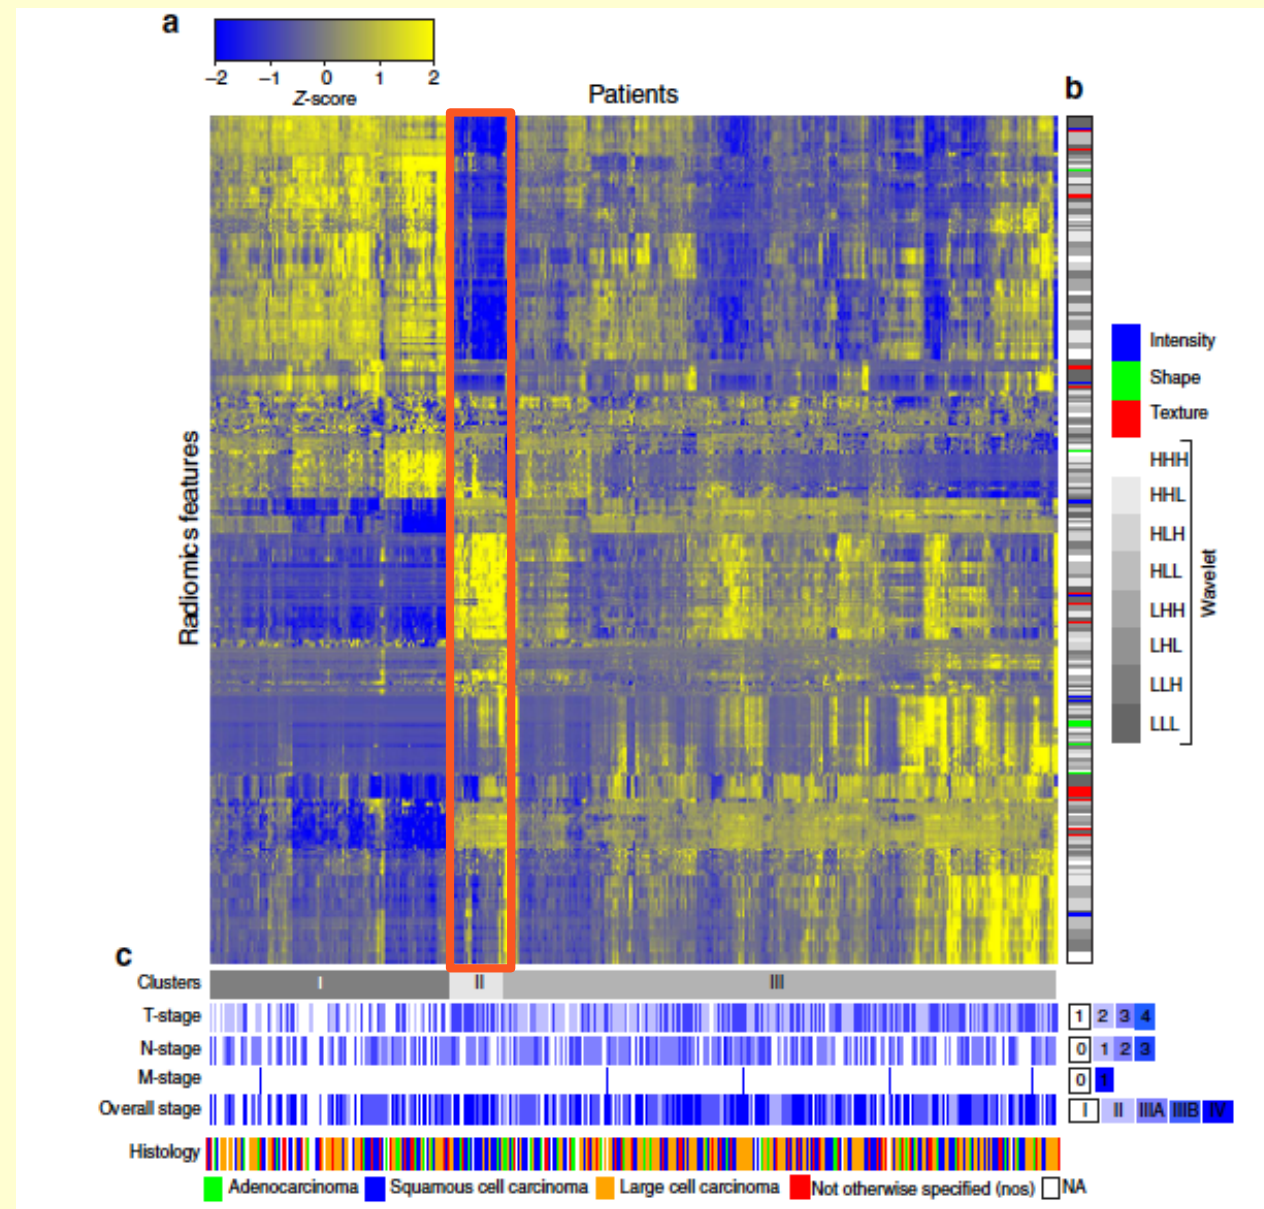 a
−2 −1 0 1 2
Z-score
Patients
b
Radiomics features
Intensity
Shape
Texture
HHH
HHL
HLH
HLL
LHH
LHL
LLH
LLL
Wavelet
c
Clusters I II III
T-stage 1 2 3 4
N-stage 0 1 2 3
M-stage 0 1
Overall stage I II IIIA IIIB IV
Histology
Adenocarcinoma Squamous cell carcinoma Large cell carcinoma Not otherwise specified (nos) NA